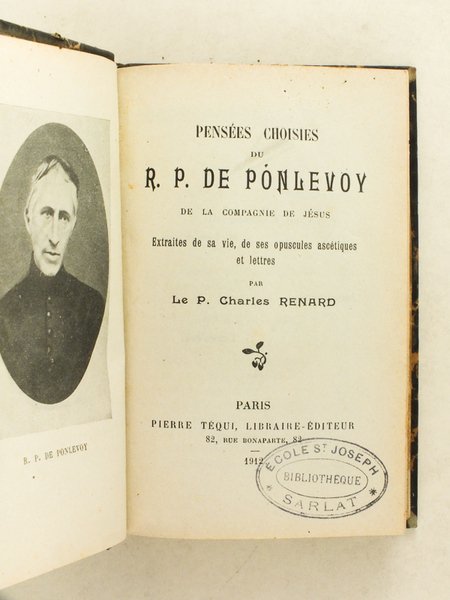 R. P. DE PONLEVOY
PENSÉES CHOISIES
DU
R. P. DE PONLEVOY
DE LA COMPAGNIE DE JÉSUS
Extraites de sa vie, de ses opuscules ascétiques
et lettres
PAR
Le P. Charles RENARD
PARIS
PIERRE TÉQUI, LIBRAIRE-ÉDITEUR
82, RUE BONAPARTE, 82
1912
ECOLE ST JOSEPH
BIBLIOTHÈQUE
* SARLAT *